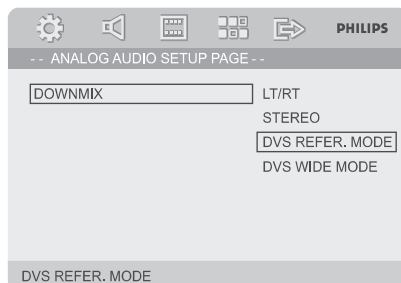 PHILIPS
- - ANALOG AUDIO SETUP PAGE - -
DOWNMIX
LT/RT
STEREO
DVS REFER. MODE
DVS WIDE MODE
DVS REFER. MODE